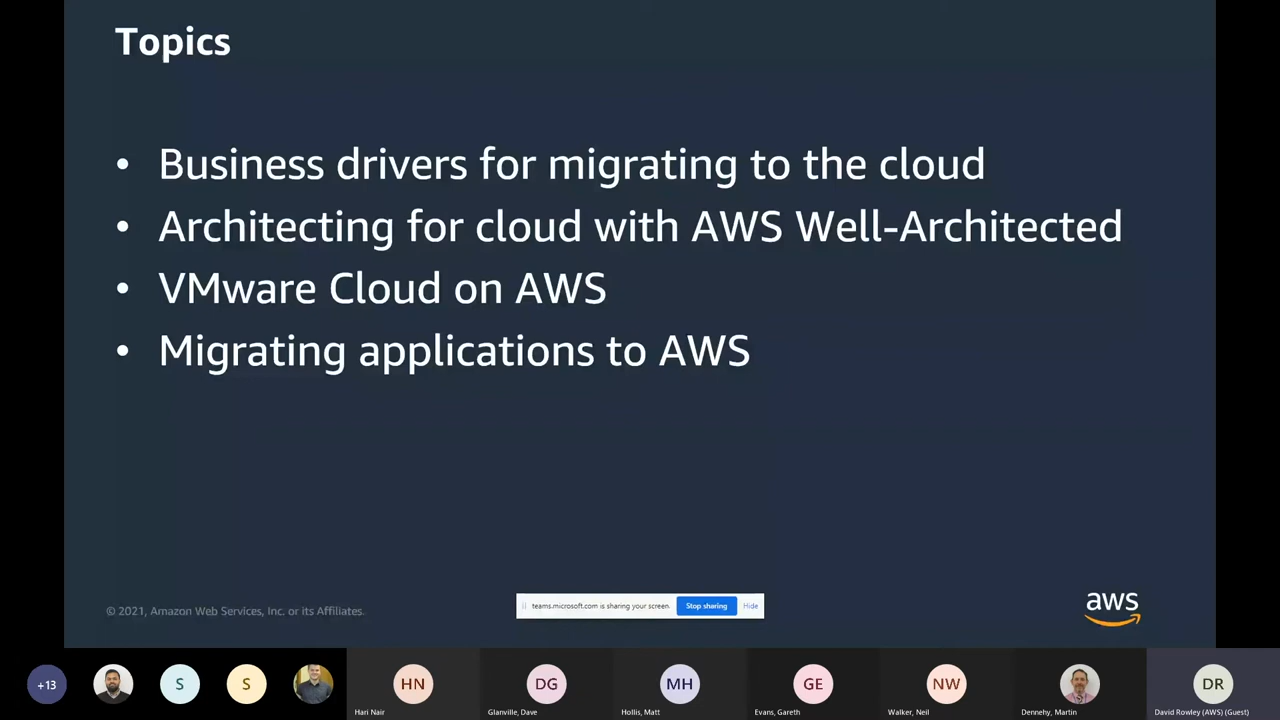 Topics
• Business drivers for migrating to the cloud
• Architecting for cloud with AWS Well-Architected
• VMware Cloud on AWS
• Migrating applications to AWS
© 2021, Amazon Web Services, Inc. or its Affiliates.
teams.microsoft.com is sharing your screen. Stop sharing Hide
aws
+13 S S HN DG MH GE NW DR
Hari Nair Glanville, Dave Hollis, Matt Evans, Gareth Walker, Neil Dennehy, Martin David Rowley (AWS) (Guest)